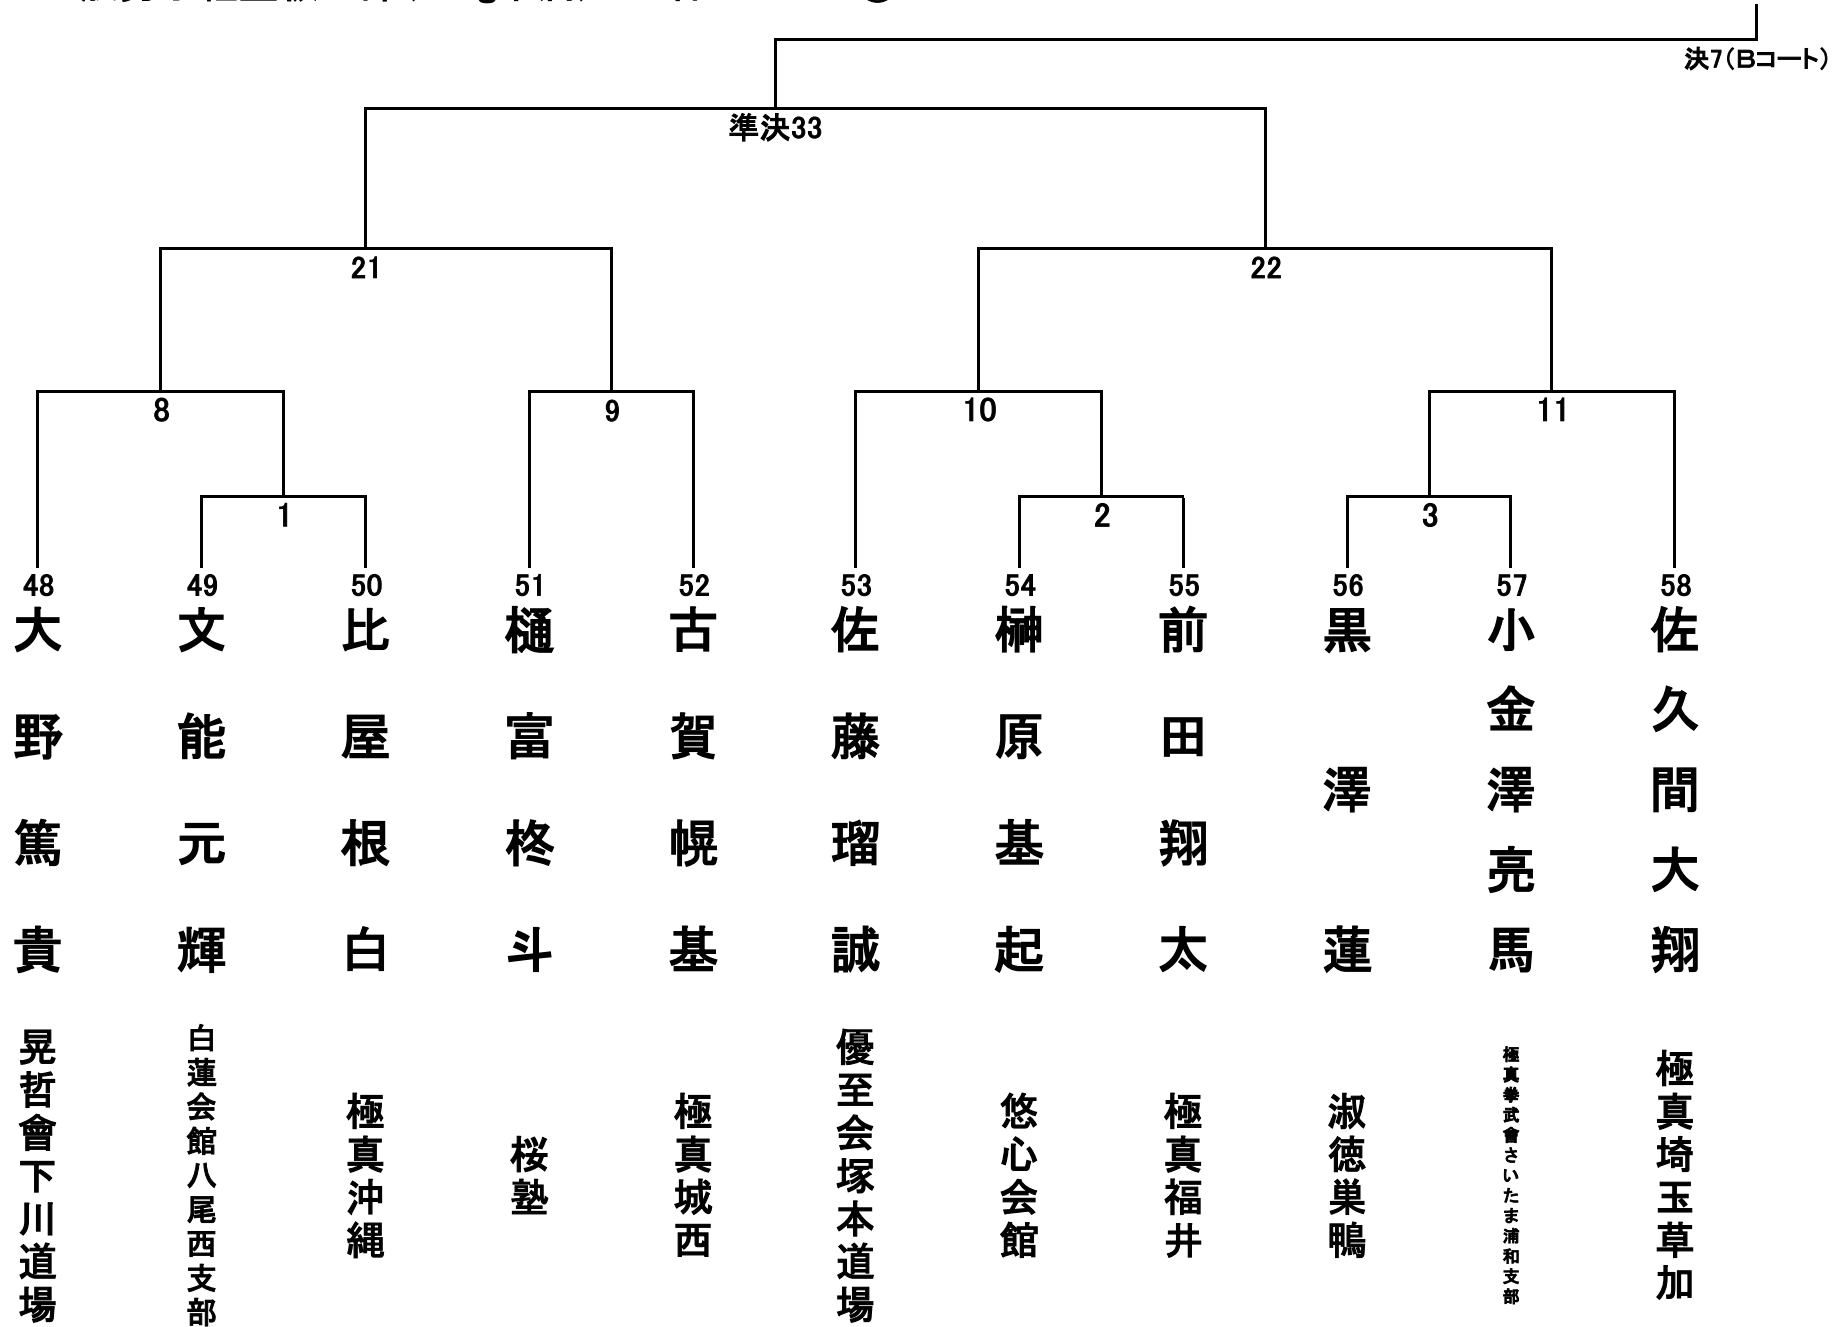 決7(Bコート)
準決33
21
22
8
9
10
11
1
2
3
48
49
50
51
52
53
54
55
56
57
58
大野篤貴
文能元輝
比屋根白
樋富柊斗
古賀幌基
佐藤瑠誠
榊原基起
前田翔太
黒澤蓮
小金澤亮馬
佐久間大翔
晃哲會下川道場
白蓮会館八尾西支部
極真沖縄
桜塾
極真城西
優至会塚本道場
悠心会館
極真福井
淑徳巣鴨
極真拳武會さいたま浦和支部
極真埼玉草加